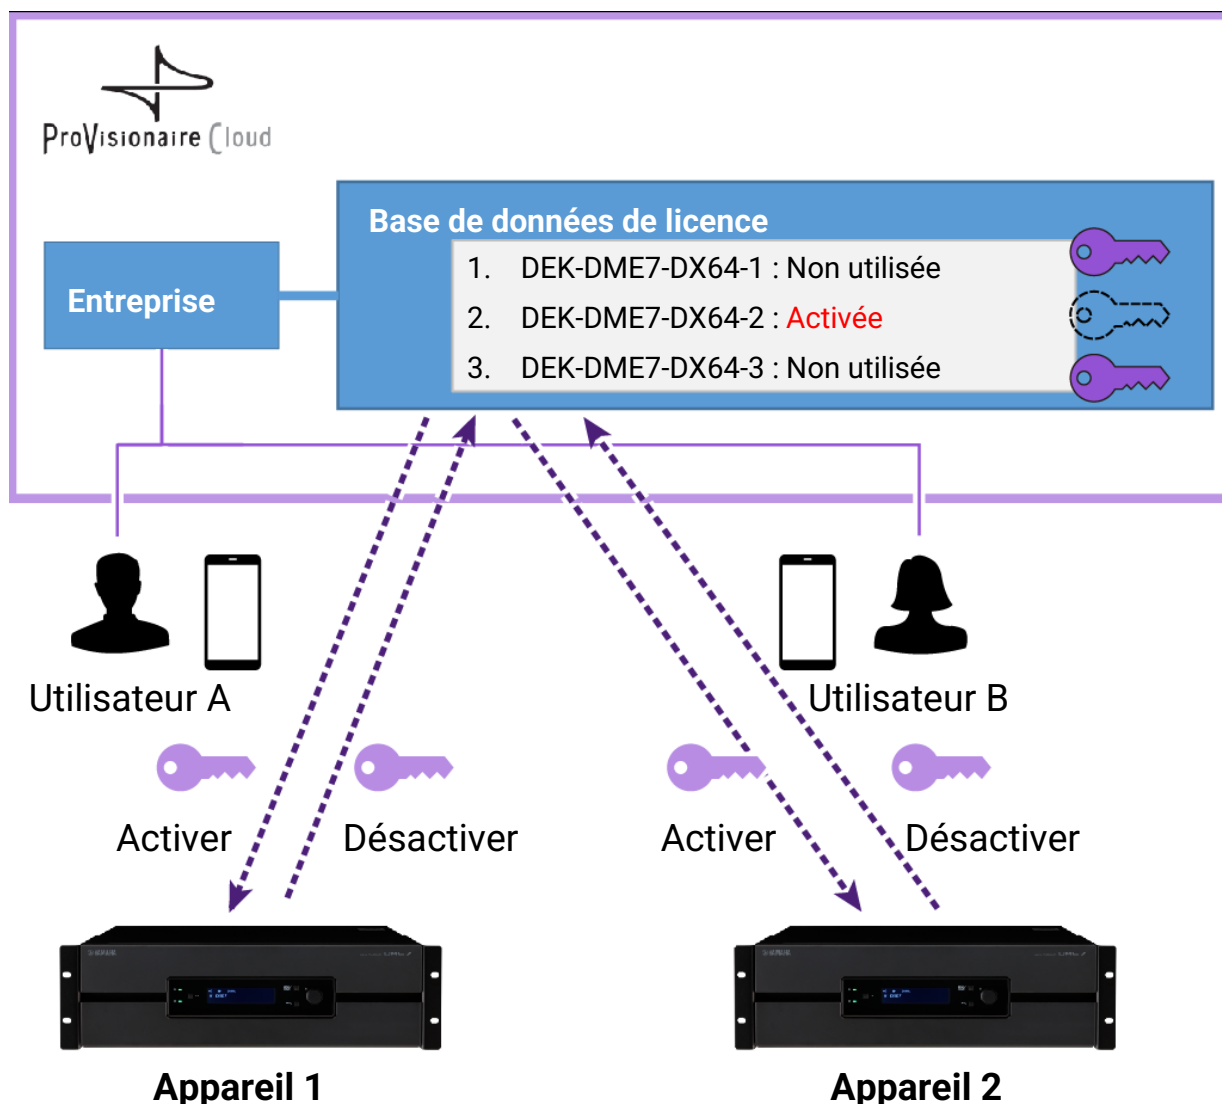 ProVisionaire Cloud
Base de données de licence
Entreprise
1. DEK-DME7-DX64-1 : Non utilisée
2. DEK-DME7-DX64-2 : Activée
3. DEK-DME7-DX64-3 : Non utilisée
Utilisateur A
Utilisateur B
Activer
Désactiver
Activer
Désactiver
YAMAHA
YAMAHA
Appareil 1
Appareil 2